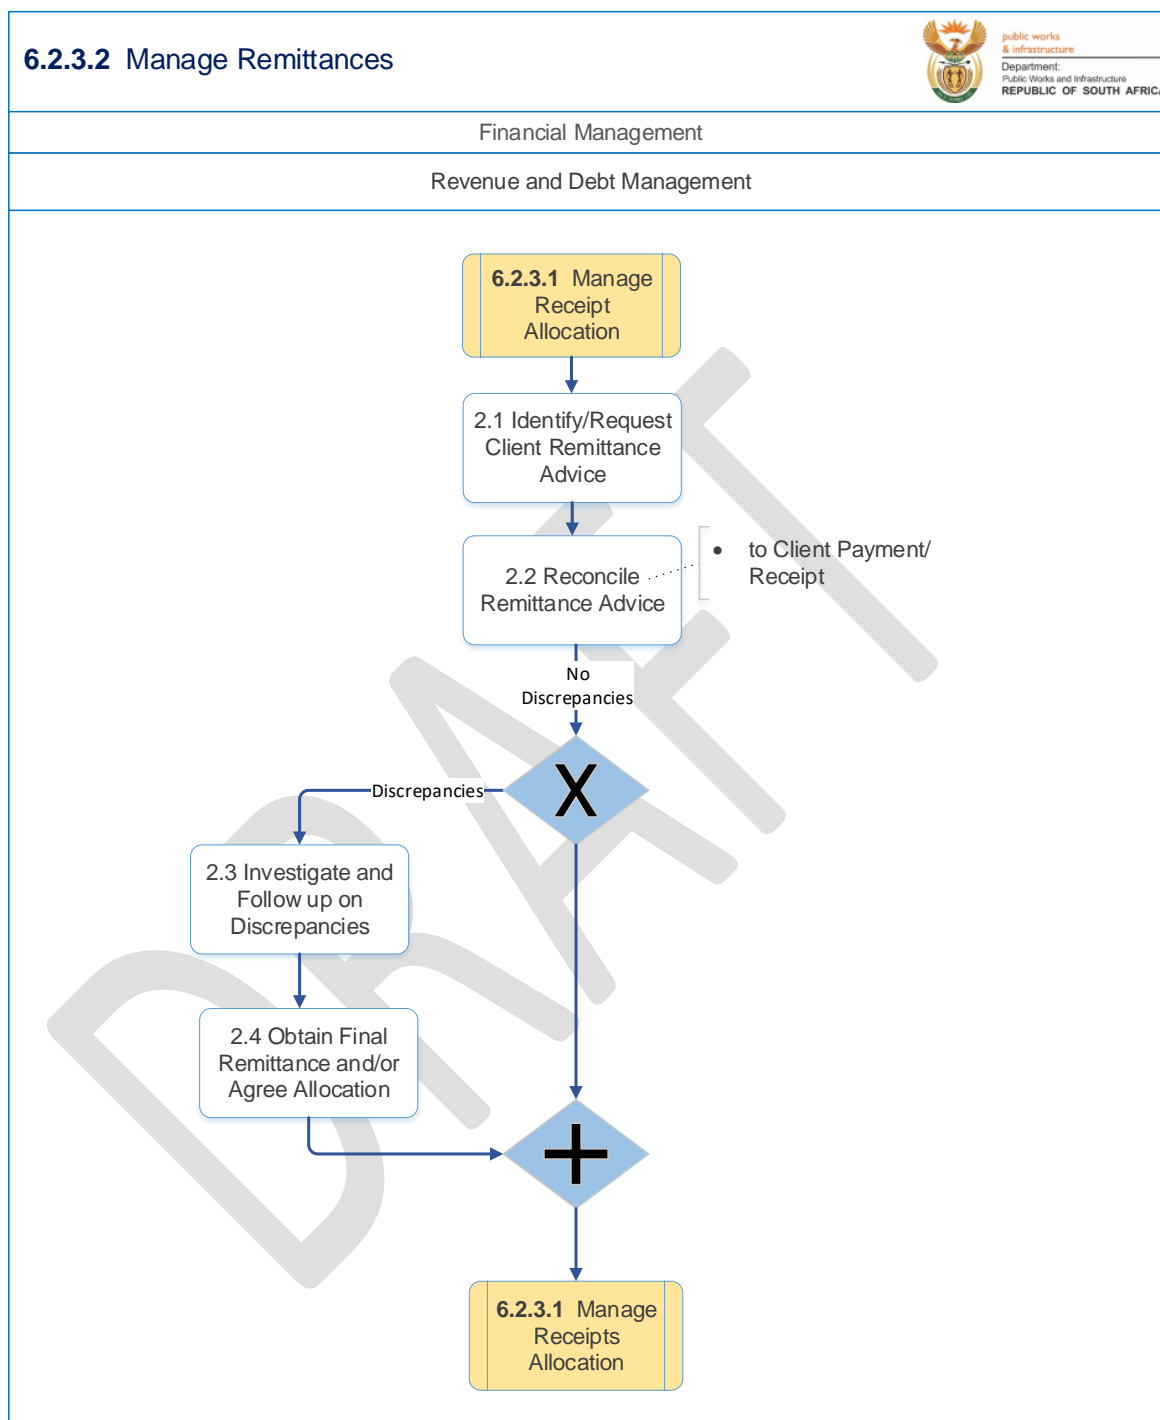 6.2.3.2 Manage Remittances
public works
& infrastructure
Department:
Public Works and Infrastructure
REPUBLIC OF SOUTH AFRICA
Financial Management
Revenue and Debt Management
6.2.3.1 Manage
Receipt
Allocation
2.1 Identify/Request
Client Remittance
Advice
2.2 Reconcile
Remittance Advice
• to Client Payment/
Receipt
No
Discrepancies
X
Discrepancies
2.3 Investigate and
Follow up on
Discrepancies
2.4 Obtain Final
Remittance and/or
Agree Allocation
+
6.2.3.1 Manage
Receipts
Allocation
DRAFT